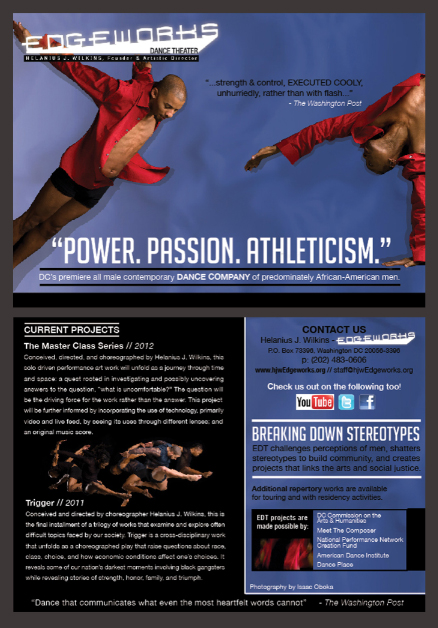 EDGEWORKS
DANCE THEATER
HELANIUS J. WILKINS, Founder & Artistic Director
"...strength & control, EXECUTED COOLY,
unhurriedly, rather than with flash..."
- The Washington Post
"POWER. PASSION. ATHLETICISM."
DC's premiere all male contemporary DANCE COMPANY of predominately African-American men.
CURRENT PROJECTS
The Master Class Series // 2012
Conceived, directed, and choreographed by Helanius J. Wilkins, this
solo driven performance art work will unfold as a journey through time
and space: a quest rooted in investigating and possibly uncovering
answers to the question, "what is uncomfortable?" The question will
be the driving force for the work rather than the answer. This project
will be further informed by incorporating the use of technology, primarily
video and live feed, by seeing its uses through different lenses; and
an original music score.
Trigger // 2011
Conceived and directed by choreographer Helanius J. Wilkins, this is
the final installment of a trilogy of works that examine and explore often
difficult topics faced by our society. Trigger is a cross-disciplinary work
that unfolds as a choreographed play that raise questions about race,
class, choice, and how economic conditions affect one's choices. It
reveals some of our nation's darkest moments involving black gangsters
while revealing stories of strength, honor, family, and triumph.
CONTACT US
Helanius J. Wilkins - EDGEWORKS
P.O. Box 73396, Washington DC 20056-3396
p: (202) 483-0606
www.hjwEdgeworks.org // staff@hjwEdgeworks.org
Check us out on the following too!
YouTube
BREAKING DOWN STEREOTYPES
EDT challenges perceptions of men, shatters
stereotypes to build community, and creates
projects that links the arts and social justice.
Additional repertory works are available
for touring and with residency activities.
EDT projects are
made possible by:
DC Commission on the
Arts & Humanities
Meet The Composer
National Performance Network
Creation Fund
American Dance Institute
Dance Place
Photography by Isaac Oboka
"Dance that communicates what even the most heartfelt words cannot" - The Washington Post